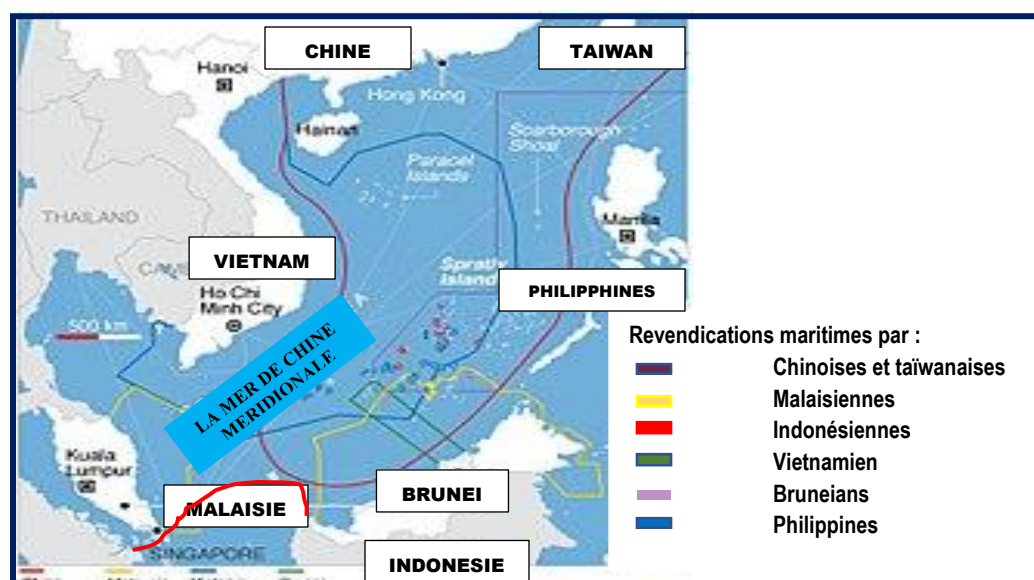 CHINE
TAIWAN
Hanoi
Hong Kong
Hainan
Scarborough
Shoal
Paracel
Islands
THAILAND
Manila
VIETNAM
Spratly
Island
PHILIPPHINES
Ho Chi
Minh City
500 km
LA MER DE CHINE
MERIDIONALE
Kuala
Lumpur
MALAISIE
BRUNEI
SINGAPORE
INDONESIE
Revendications maritimes par :
Chinoises et taïwanaises
Malaisiennes
Indonésiennes
Vietnamien
Bruneians
Philippines